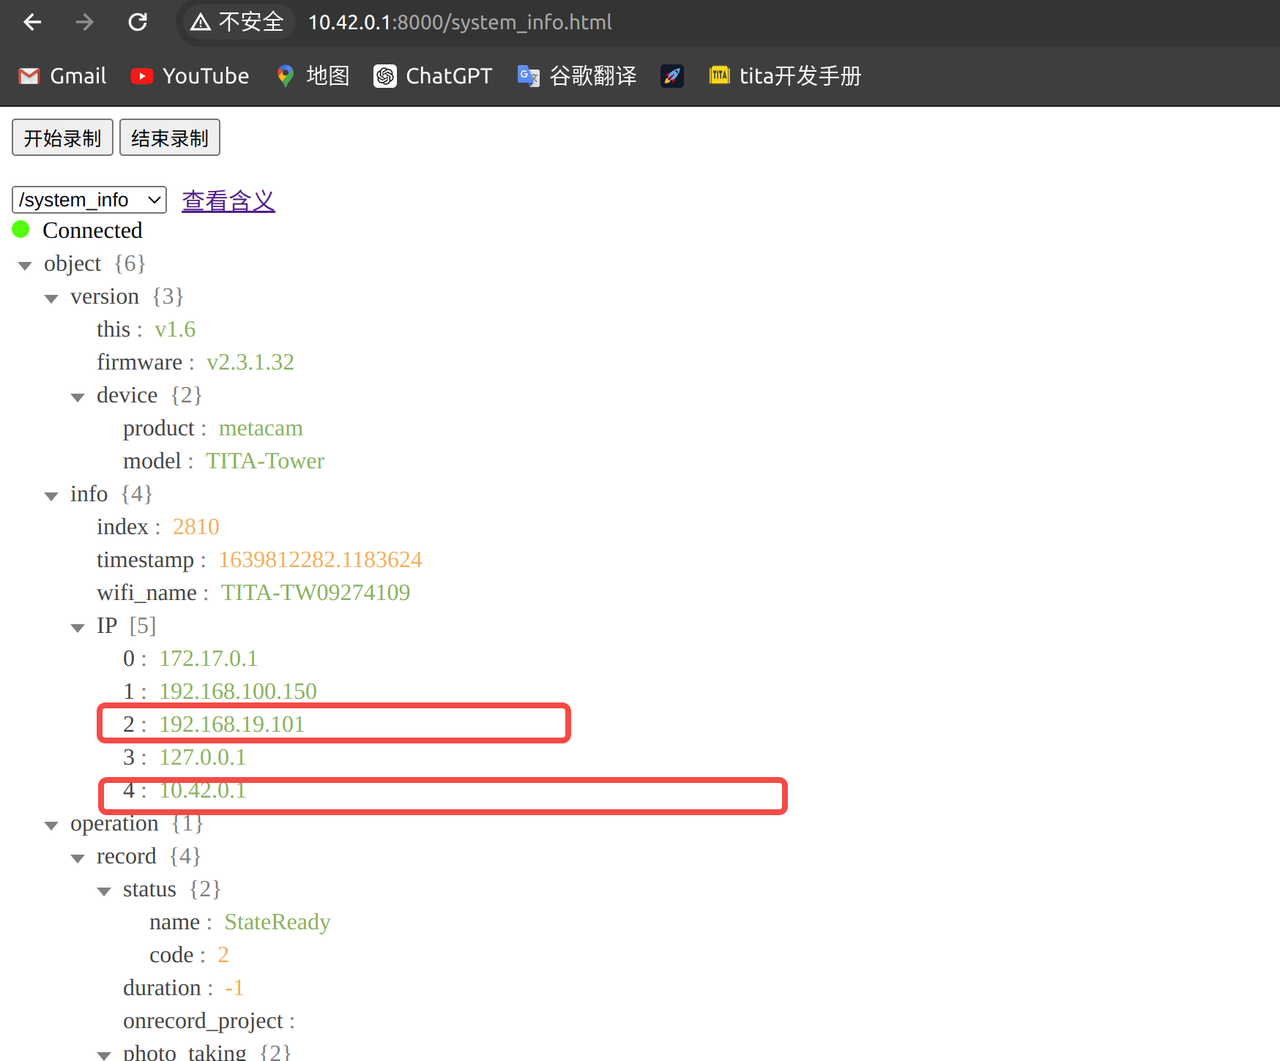 不安全 10.42.0.1:8000/system_info.html
Gmail YouTube 地图 ChatGPT 谷歌翻译 TITA tita开发手册
开始录制 结束录制
/system_info 查看含义
Connected
object {6}
version {3}
this : v1.6
firmware : v2.3.1.32
device {2}
product : metacam
model : TITA-Tower
info {4}
index : 2810
timestamp : 1639812282.1183624
wifi_name : TITA-TW09274109
IP [5]
0 : 172.17.0.1
1 : 192.168.100.150
2 : 192.168.19.101
3 : 127.0.0.1
4 : 10.42.0.1
operation {1}
record {4}
status {2}
name : StateReady
code : 2
duration : -1
onrecord_project :
photo_taking {2}